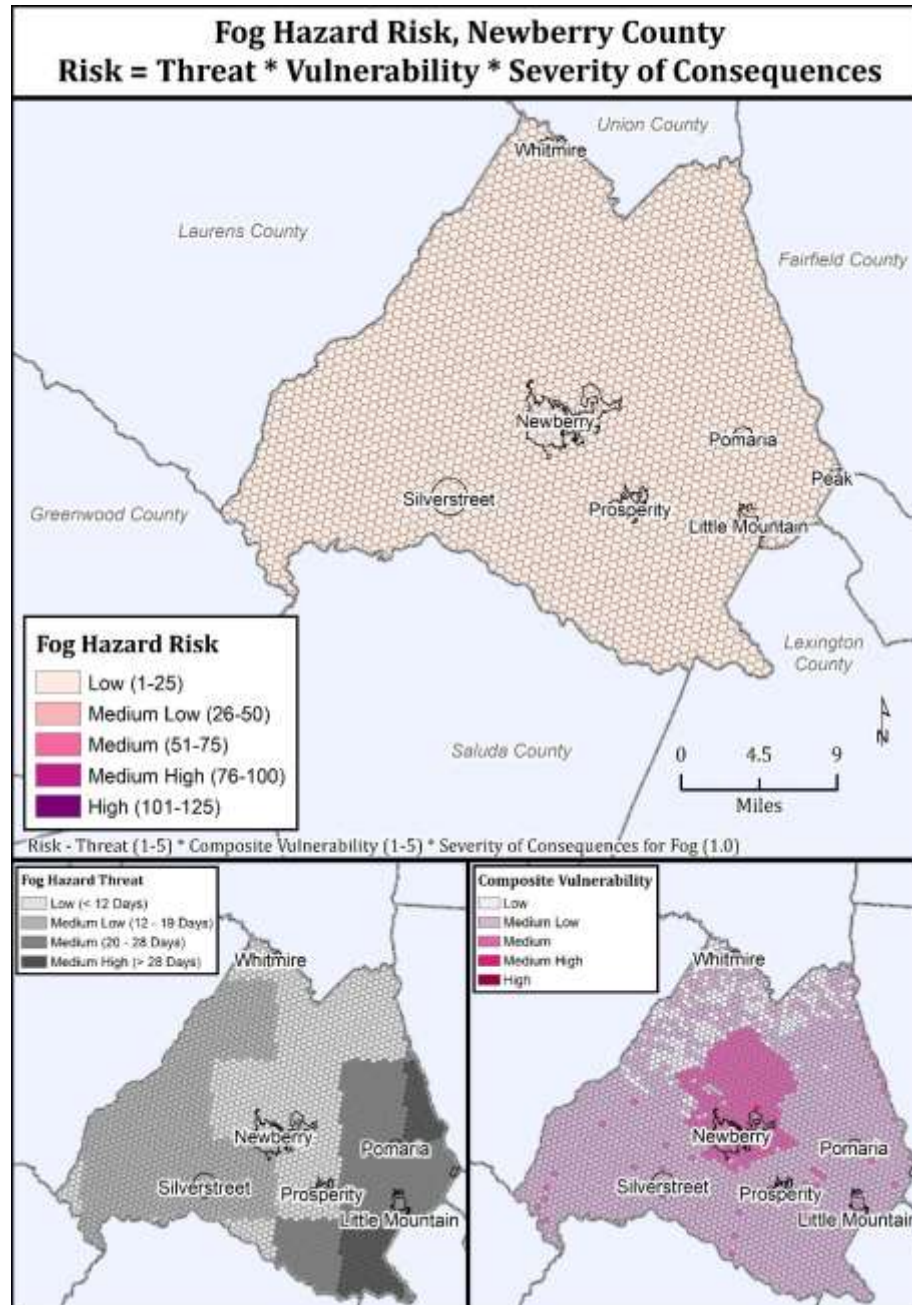 Fog Hazard Risk, Newberry County
Risk = Threat * Vulnerability * Severity of Consequences
Union County
Whitmire
Laurens County
Fairfield County
Newberry
Pomaria
Peak
Silverstreet
Prosperity
Little Mountain
Greenwood County
Lexington
County
Fog Hazard Risk
Low (1-25)
Medium Low (26-50)
Medium (51-75)
Medium High (76-100)
High (101-125)
Saluda County
N
0 4.5 9
Miles
Risk - Threat (1-5) * Composite Vulnerability (1-5) * Severity of Consequences for Fog (1.0)
Fog Hazard Threat
Low (< 12 Days)
Medium Low (12 - 19 Days)
Medium (20 - 28 Days)
Medium High (> 28 Days)
Whitmire
Newberry
Pomaria
Silverstreet
Prosperity
Little Mountain
Composite Vulnerability
Low
Medium Low
Medium
Medium High
High
Whitmire
Newberry
Pomaria
Silverstreet
Prosperity
Little Mountain